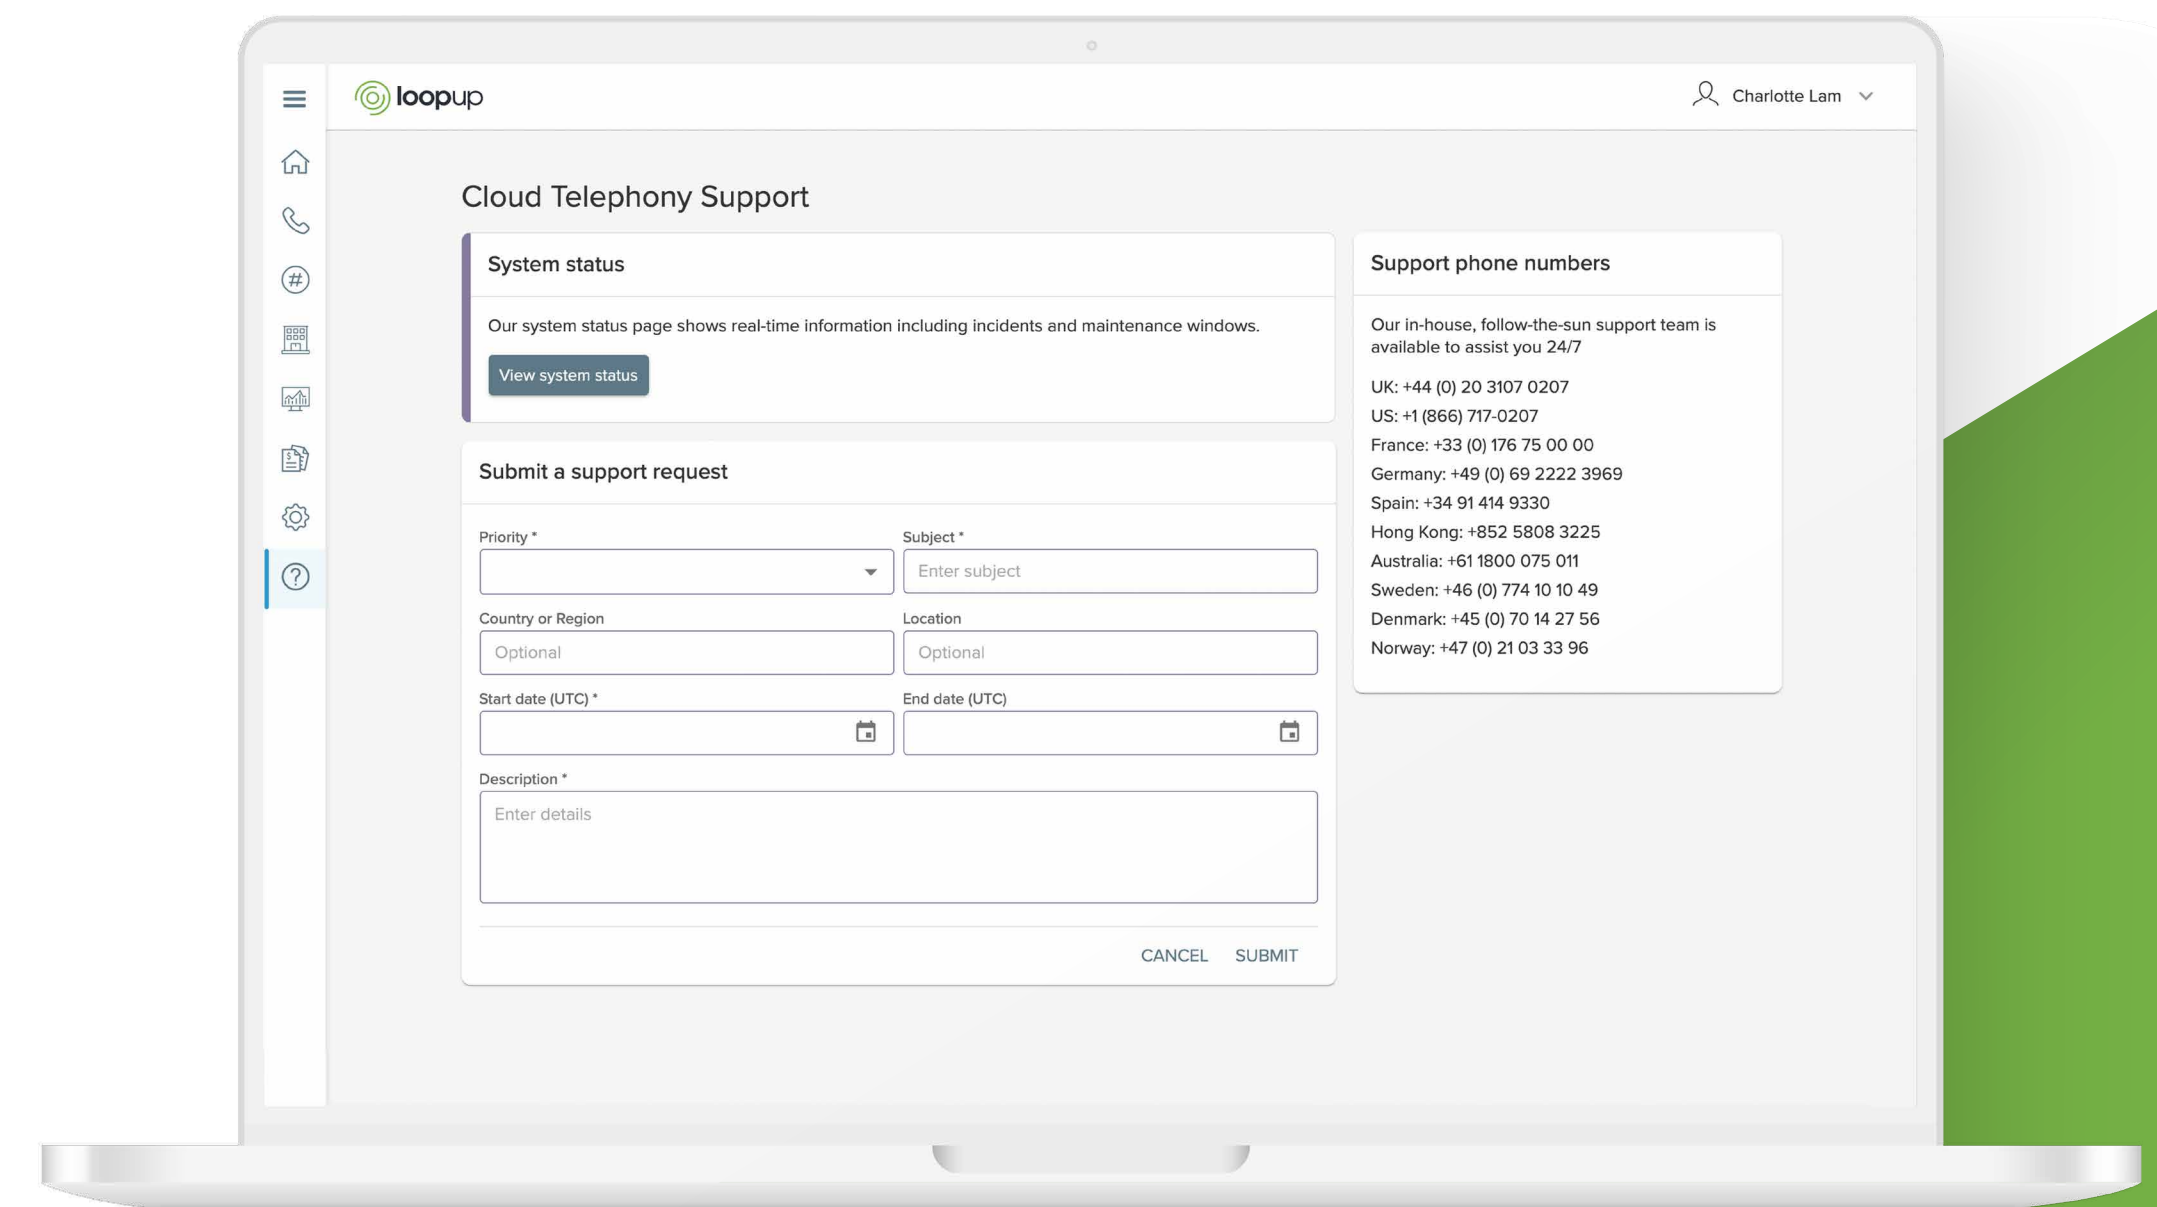 loopup
Charlotte Lam
Cloud Telephony Support
System status
Our system status page shows real-time information including incidents and maintenance windows.
View system status
Submit a support request
Priority *
Subject *
Enter subject
Country or Region
Location
Optional
Optional
Start date (UTC) *
End date (UTC)
Description *
Enter details
CANCEL
SUBMIT
Support phone numbers
Our in-house, follow-the-sun support team is
available to assist you 24/7
UK: +44 (0) 20 3107 0207
US: +1 (866) 717-0207
France: +33 (0) 176 75 00 00
Germany: +49 (0) 69 2222 3969
Spain: +34 91 414 9330
Hong Kong: +852 5808 3225
Australia: +61 1800 075 011
Sweden: +46 (0) 774 10 10 49
Denmark: +45 (0) 70 14 27 56
Norway: +47 (0) 21 03 33 96